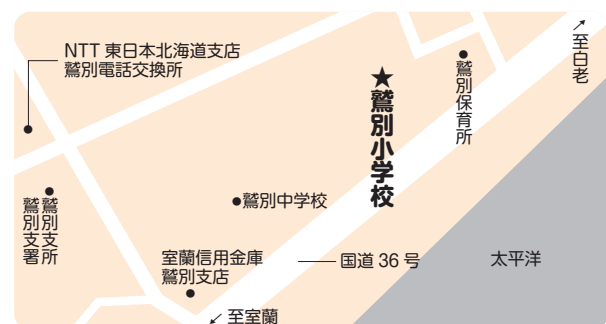 NTT 東日本北海道支店
鷲別電話交換所
★鷲別小学校
●鷲別保育所
↗至白老
●鷲別支所
鷲別支署
●鷲別中学校
室蘭信用金庫
鷲別支店
国道 36 号
太平洋
↙至室蘭